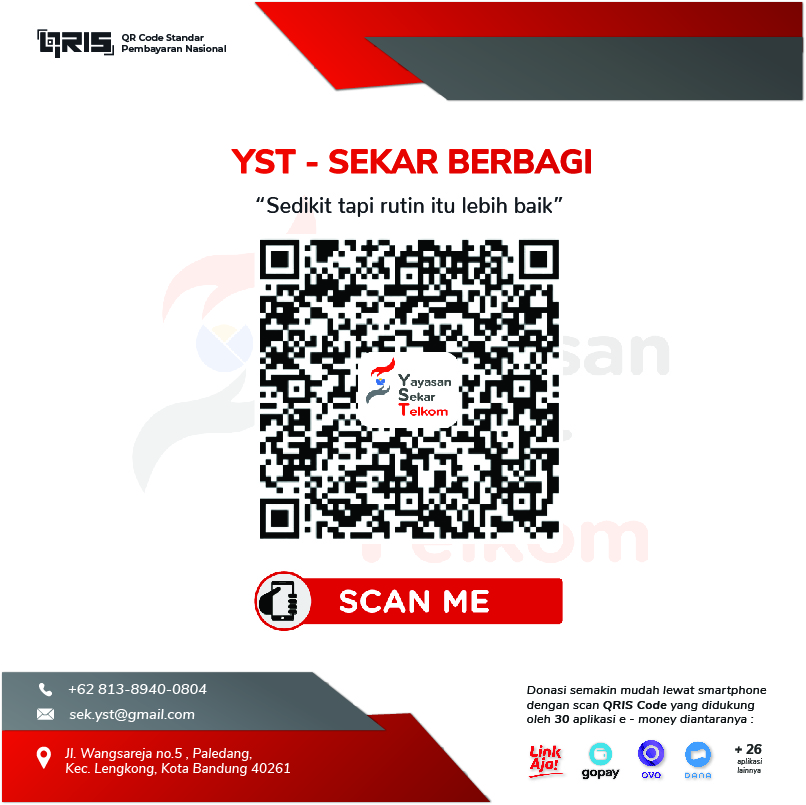 QRIS
QR Code Standar
Pembayaran Nasional
YST - SEKAR BERBAGI
“Sedikit tapi rutin itu lebih baik”
Yayasan
Sekar
Telkom
SCAN ME
+62 813-8940-0804
sek.yst@gmail.com
Jl. Wangsareja no.5 , Paledang,
Kec. Lengkong, Kota Bandung 40261
Donasi semakin mudah lewat smartphone
dengan scan QRIS Code yang didukung
oleh 30 aplikasi e - money diantaranya :
Link
Aja!
gopay
OVO
DANA
+ 26
aplikasi
lainnya